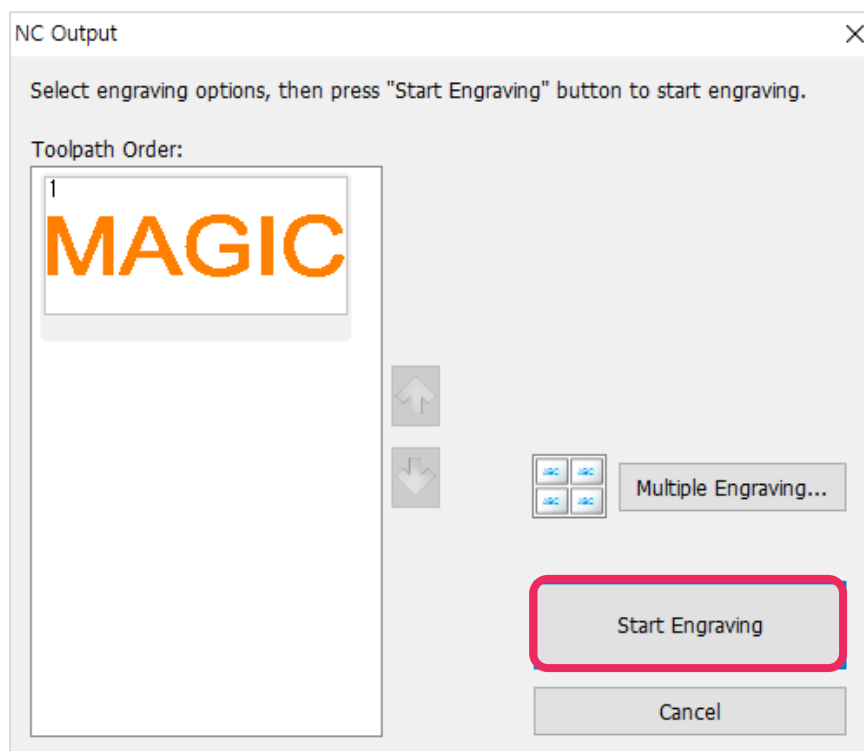 NC Output
Select engraving options, then press "Start Engraving" button to start engraving.
Toolpath Order:
1
MAGIC
Multiple Engraving...
Start Engraving
Cancel